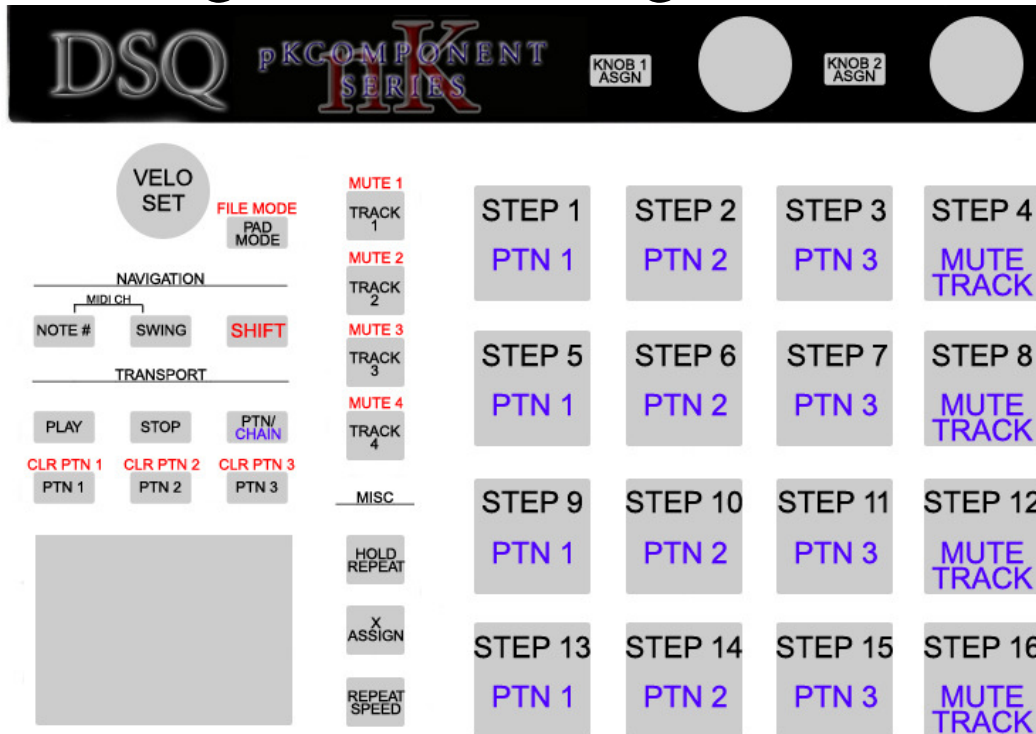 DSQ
pKCOMPONENT
nK
SERIES
KNOB 1
ASGN
KNOB 2
ASGN
VELO
SET
FILE MODE
PAD
MODE
NAVIGATION
MIDI CH
NOTE #
SWING
SHIFT
TRANSPORT
PLAY
STOP
PTN/
CHAIN
CLR PTN 1
CLR PTN 2
CLR PTN 3
PTN 1
PTN 2
PTN 3
MUTE 1
TRACK
1
MUTE 2
TRACK
2
MUTE 3
TRACK
3
MUTE 4
TRACK
4
MISC
HOLD
REPEAT
X
ASSIGN
REPEAT
SPEED
STEP 1
PTN 1
STEP 2
PTN 2
STEP 3
PTN 3
STEP 4
MUTE
TRACK
STEP 5
PTN 1
STEP 6
PTN 2
STEP 7
PTN 3
STEP 8
MUTE
TRACK
STEP 9
PTN 1
STEP 10
PTN 2
STEP 11
PTN 3
STEP 12
MUTE
TRACK
STEP 13
PTN 1
STEP 14
PTN 2
STEP 15
PTN 3
STEP 16
MUTE
TRACK